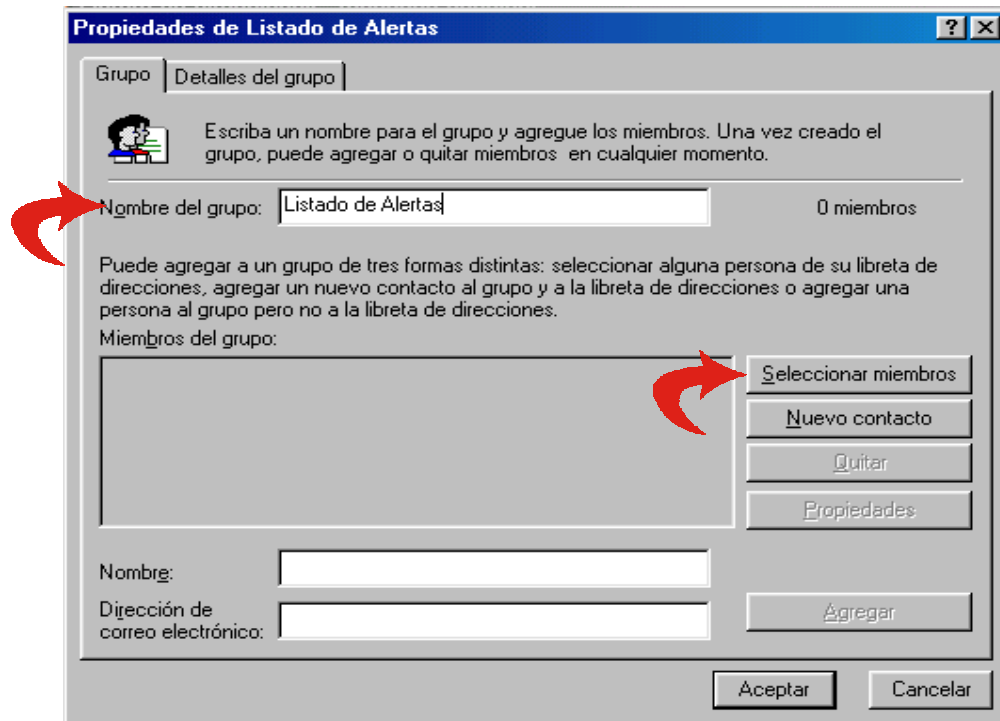 Propiedades de Listado de Alertas
Grupo
Detalles del grupo
Escriba un nombre para el grupo y agregue los miembros. Una vez creado el
grupo, puede agregar o quitar miembros en cualquier momento.
Nombre del grupo:
Listado de Alertas
0 miembros
Puede agregar a un grupo de tres formas distintas: seleccionar alguna persona de su libreta de
direcciones, agregar un nuevo contacto al grupo y a la libreta de direcciones o agregar una
persona al grupo pero no a la libreta de direcciones.
Miembros del grupo:
Seleccionar miembros
Nuevo contacto
Quitar
Propiedades
Nombre:
Dirección de
correo electrónico:
Agregar
Aceptar
Cancelar